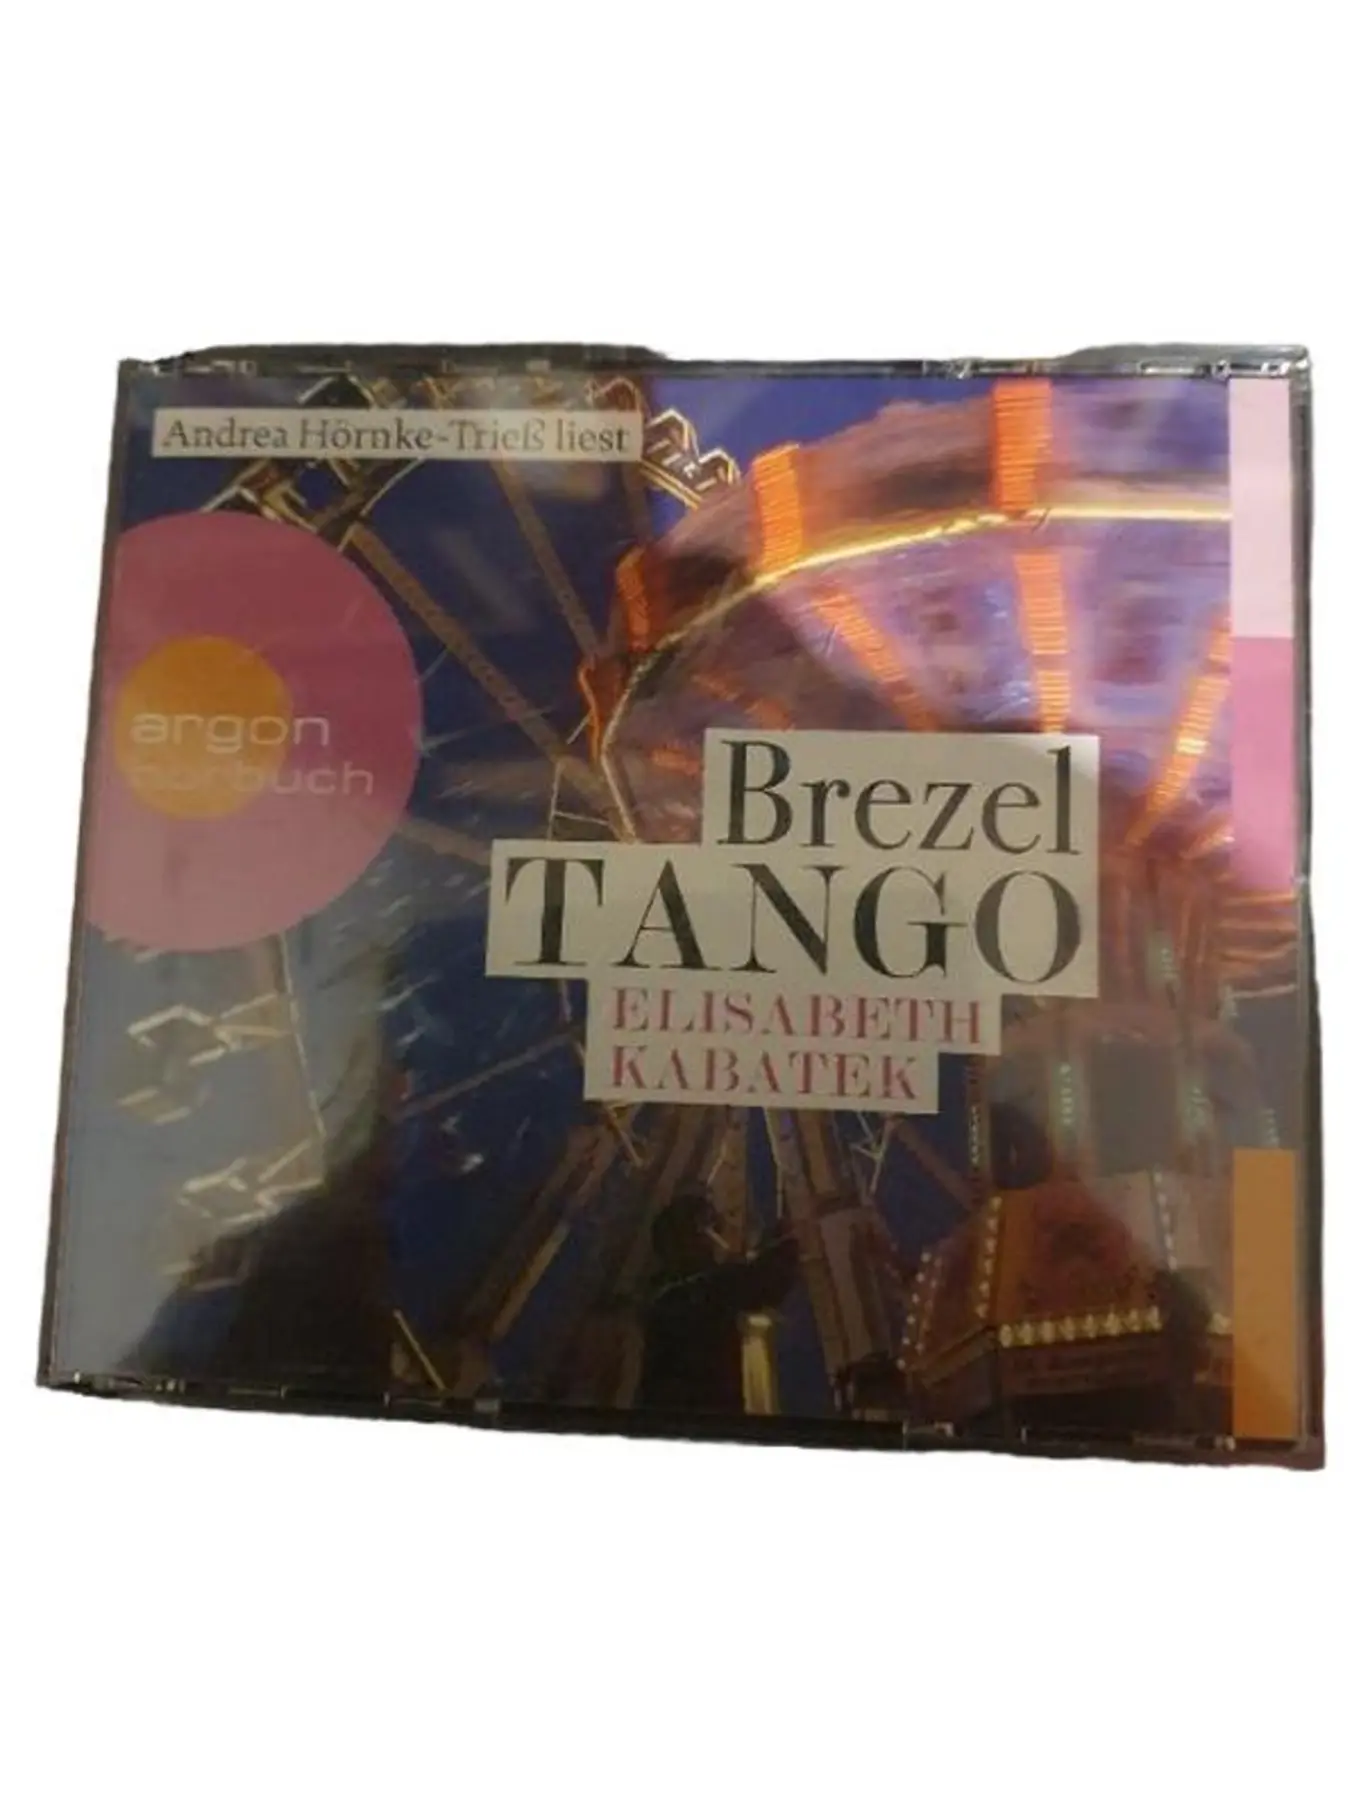 Andrea Hörnke-Trieß liest
argon
hörbuch
Brezel
TANGO
ELISABETH
KABATEK